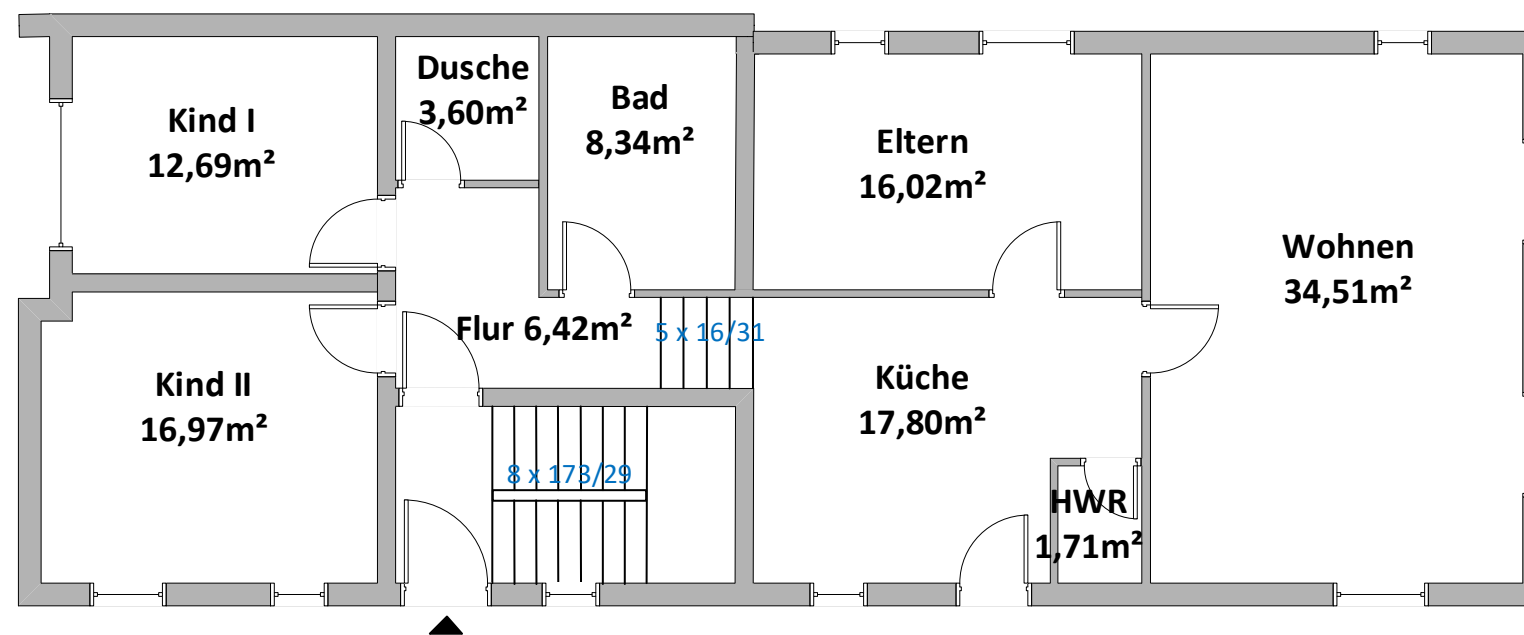 Kind I
12,69m²
Dusche
3,60m²
Bad
8,34m²
Eltern
16,02m²
Wohnen
34,51m²
Flur 6,42m²
5 x 16/31
Kind II
16,97m²
Küche
17,80m²
8 x 173/29
HWR
1,71m²